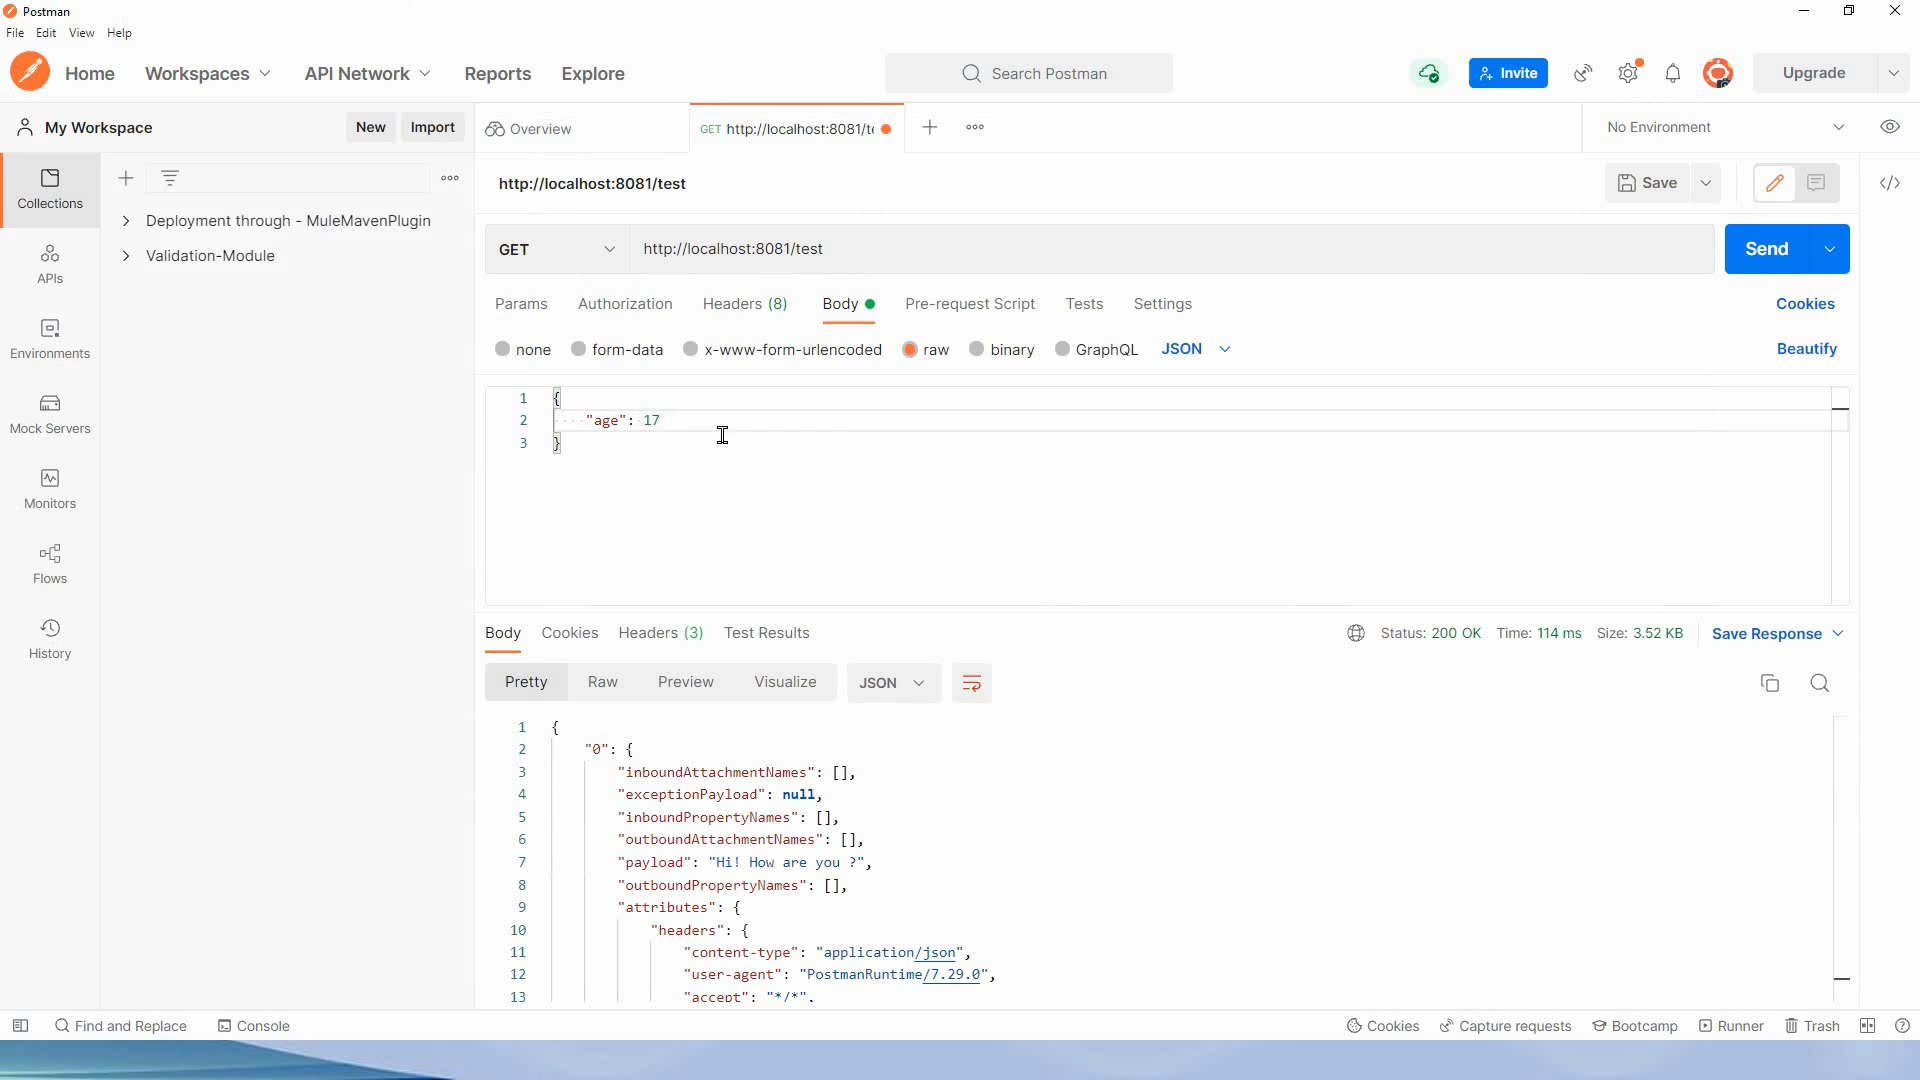 Postman
File Edit View Help
Home Workspaces API Network Reports Explore Search Postman Invite Upgrade
My Workspace New Import Overview GET http://localhost:8081/te No Environment
Collections
APIs
Environments
Mock Servers
Monitors
Flows
History
Deployment through - MuleMavenPlugin
Validation-Module
http://localhost:8081/test Save
GET http://localhost:8081/test Send
Params Authorization Headers (8) Body Pre-request Script Tests Settings Cookies
none form-data x-www-form-urlencoded raw binary GraphQL JSON Beautify
1 {
2 "age": 17
3 }
Body Cookies Headers (3) Test Results Status: 200 OK Time: 114 ms Size: 3.52 KB Save Response
Pretty Raw Preview Visualize JSON
1 {
2 "0": {
3 "inboundAttachmentNames": [],
4 "exceptionPayload": null,
5 "inboundPropertyNames": [],
6 "outboundAttachmentNames": [],
7 "payload": "Hi! How are you ?",
8 "outboundPropertyNames": [],
9 "attributes": {
10 "headers": {
11 "content-type": "application/json",
12 "user-agent": "PostmanRuntime/7.29.0",
13 "accept": "*/*",
Find and Replace Console Cookies Capture requests Bootcamp Runner Trash